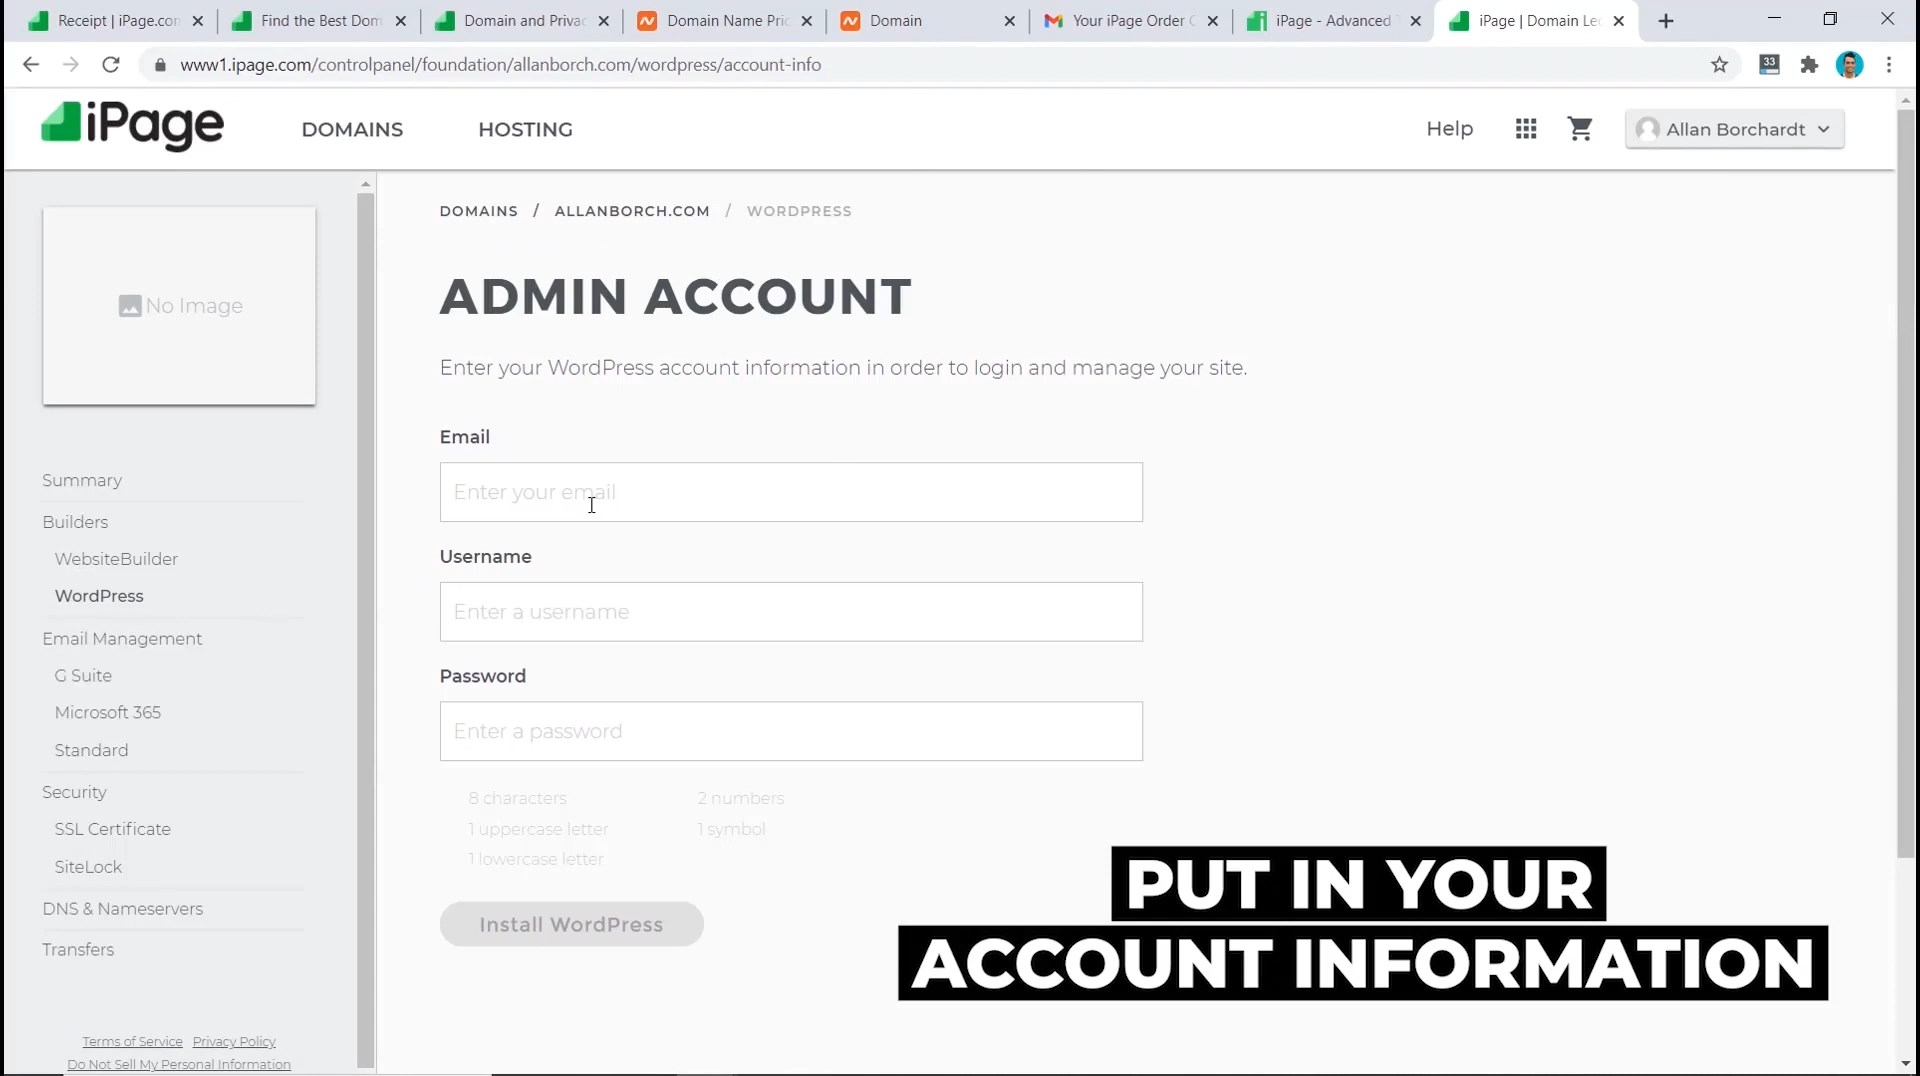 Receipt | iPage.con
Find the Best Dom
Domain and Privac
Domain Name Pric
Domain
Your iPage Order C
iPage - Advanced T
iPage | Domain Led
www1.ipage.com/controlpanel/foundation/allanborch.com/wordpress/account-info
33
iPage
DOMAINS
HOSTING
Help
Allan Borchardt
No Image
Summary
Builders
WebsiteBuilder
WordPress
Email Management
G Suite
Microsoft 365
Standard
Security
SSL Certificate
SiteLock
DNS & Nameservers
Transfers
Terms of Service Privacy Policy
Do Not Sell My Personal Information
DOMAINS / ALLANBORCH.COM / WORDPRESS
ADMIN ACCOUNT
Enter your WordPress account information in order to login and manage your site.
Email
Enter your email
Username
Enter a username
Password
Enter a password
8 characters 2 numbers
1 uppercase letter 1 symbol
1 lowercase letter
Install WordPress
PUT IN YOUR
ACCOUNT INFORMATION